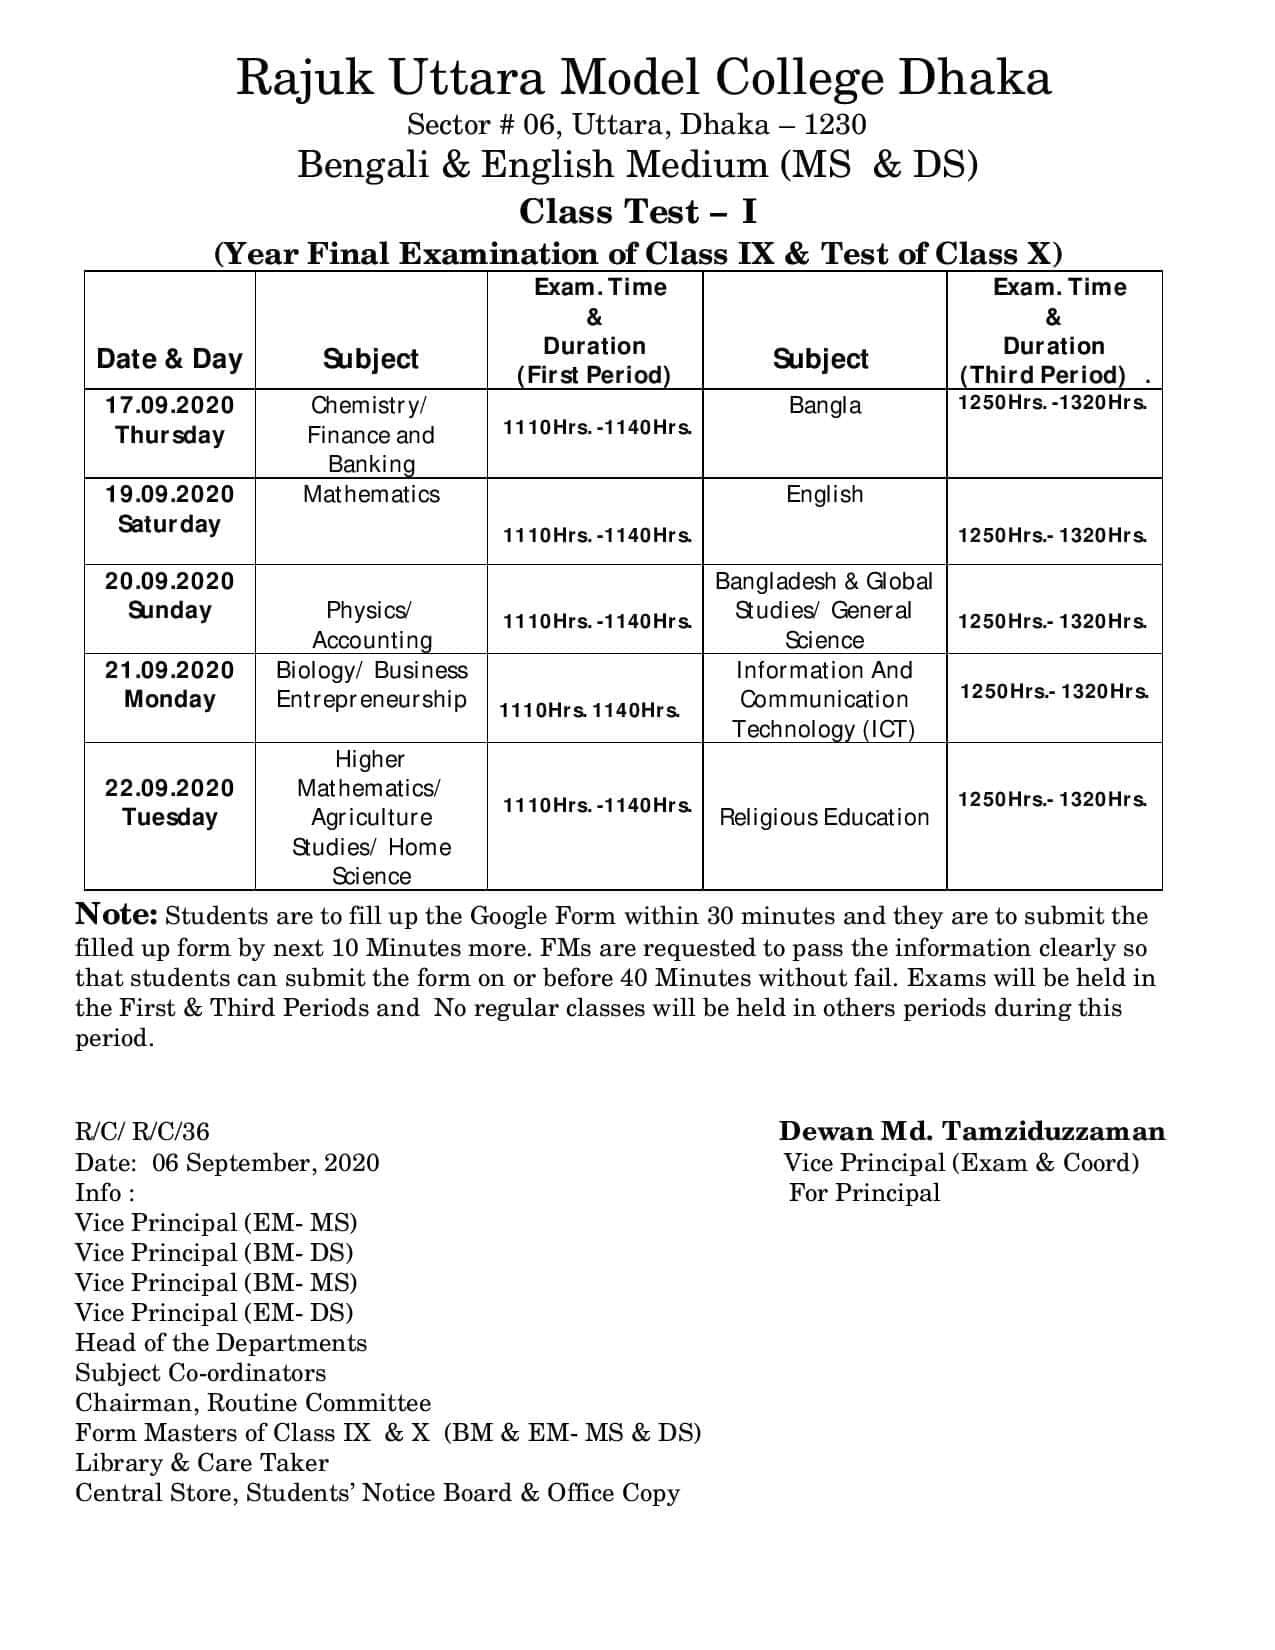 Rajuk Uttara Model College Dhaka
Sector # 06, Uttara, Dhaka – 1230
Bengali & English Medium (MS & DS)
Class Test – I
(Year Final Examination of Class IX & Test of Class X)
Date & Day
Subject
Exam. Time
&
Duration
(First Period)
Subject
Exam. Time
&
Duration
(Third Period) .
17.09.2020
Thursday
Chemistry/
Finance and
Banking
1110Hrs. -1140Hrs.
Bangla
1250Hrs. -1320Hrs.
19.09.2020
Saturday
Mathematics
1110Hrs. -1140Hrs.
English
1250Hrs.- 1320Hrs.
20.09.2020
Sunday
Physics/
Accounting
1110Hrs. -1140Hrs.
Bangladesh & Global
Studies/ General
Science
1250Hrs.- 1320Hrs.
21.09.2020
Monday
Biology/ Business
Entrepreneurship
1110Hrs. 1140Hrs.
Information And
Communication
Technology (ICT)
1250Hrs.- 1320Hrs.
22.09.2020
Tuesday
Higher
Mathematics/
Agriculture
Studies/ Home
Science
1110Hrs. -1140Hrs.
Religious Education
1250Hrs.- 1320Hrs.
Note: Students are to fill up the Google Form within 30 minutes and they are to submit the
filled up form by next 10 Minutes more. FMs are requested to pass the information clearly so
that students can submit the form on or before 40 Minutes without fail. Exams will be held in
the First & Third Periods and No regular classes will be held in others periods during this
period.
R/C/ R/C/36
Dewan Md. Tamziduzzaman
Date: 06 September, 2020
Vice Principal (Exam & Coord)
Info :
For Principal
Vice Principal (EM- MS)
Vice Principal (BM- DS)
Vice Principal (BM- MS)
Vice Principal (EM- DS)
Head of the Departments
Subject Co-ordinators
Chairman, Routine Committee
Form Masters of Class IX & X (BM & EM- MS & DS)
Library & Care Taker
Central Store, Students’ Notice Board & Office Copy